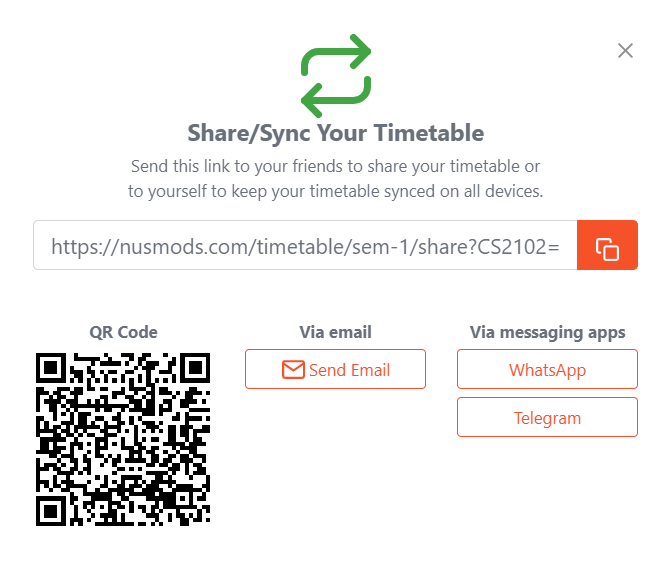 Share/Sync Your Timetable
Send this link to your friends to share your timetable or
to yourself to keep your timetable synced on all devices.
https://nusmods.com/timetable/sem-1/share?CS2102=
QR Code
Via email
Via messaging apps
Send Email
WhatsApp
Telegram